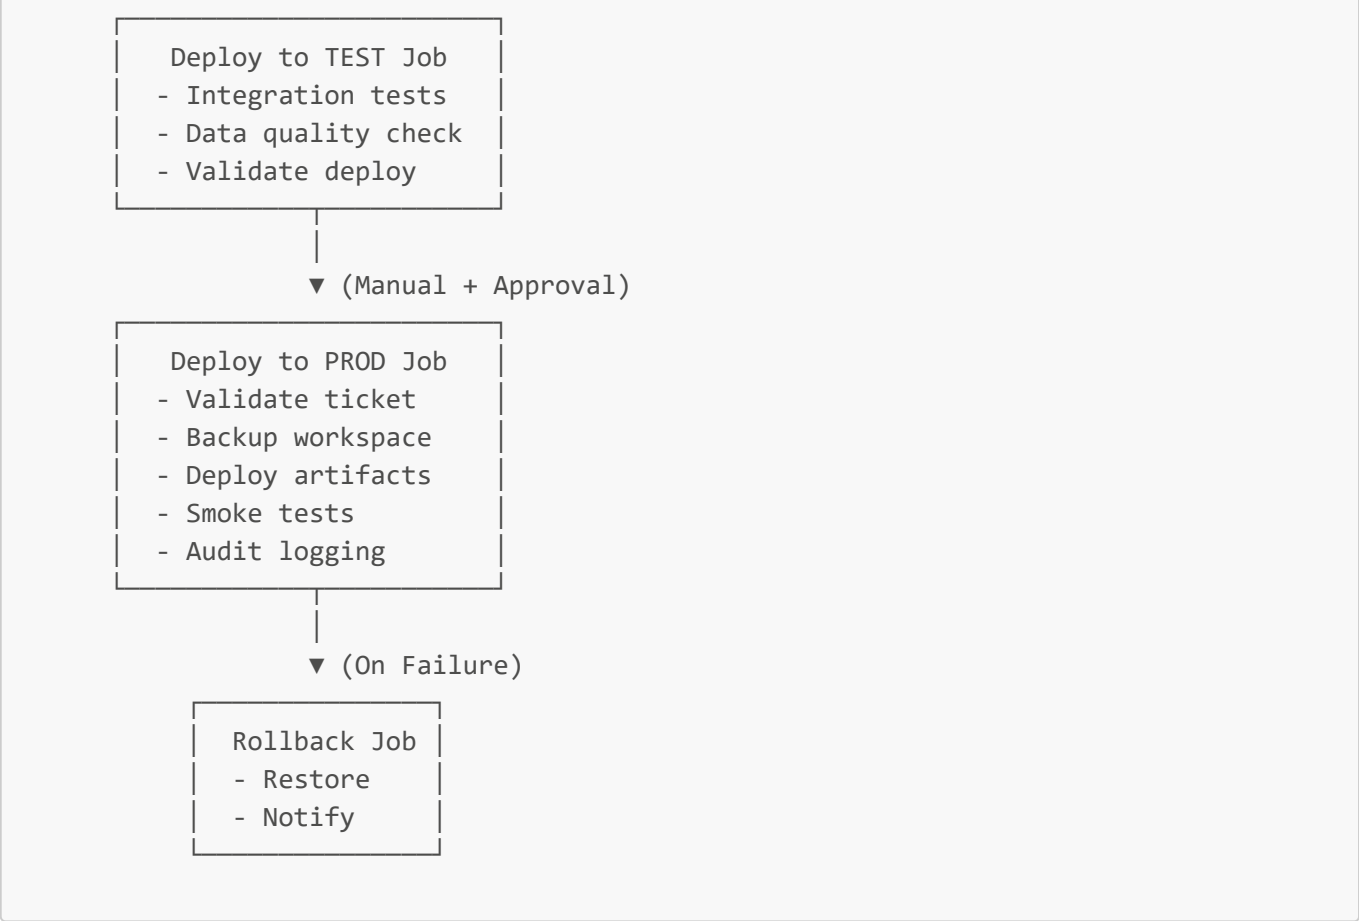 Deploy to TEST Job
- Integration tests
- Data quality check
- Validate deploy
▼ (Manual + Approval)
Deploy to PROD Job
- Validate ticket
- Backup workspace
- Deploy artifacts
- Smoke tests
- Audit logging
▼ (On Failure)
Rollback Job
- Restore
- Notify